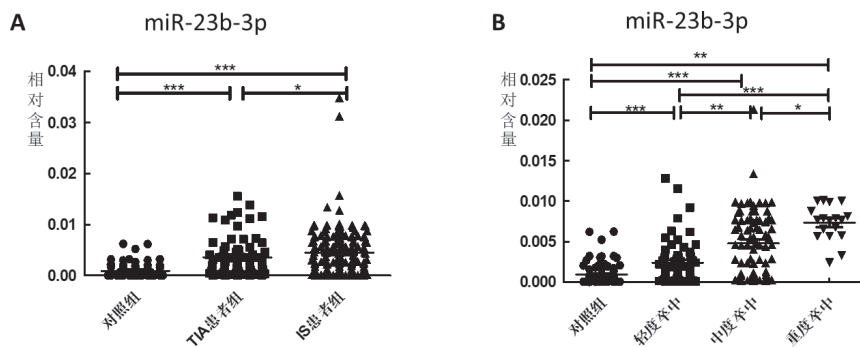 A
miR-23b-3p
相对含量
0.04
0.03
0.02
0.01
0.00
***
***
*
对照组
TIA患者组
IS患者组
B
miR-23b-3p
相对含量
0.025
0.020
0.015
0.010
0.005
0.000
**
***
***
***
**
*
对照组
轻度卒中
中度卒中
重度卒中